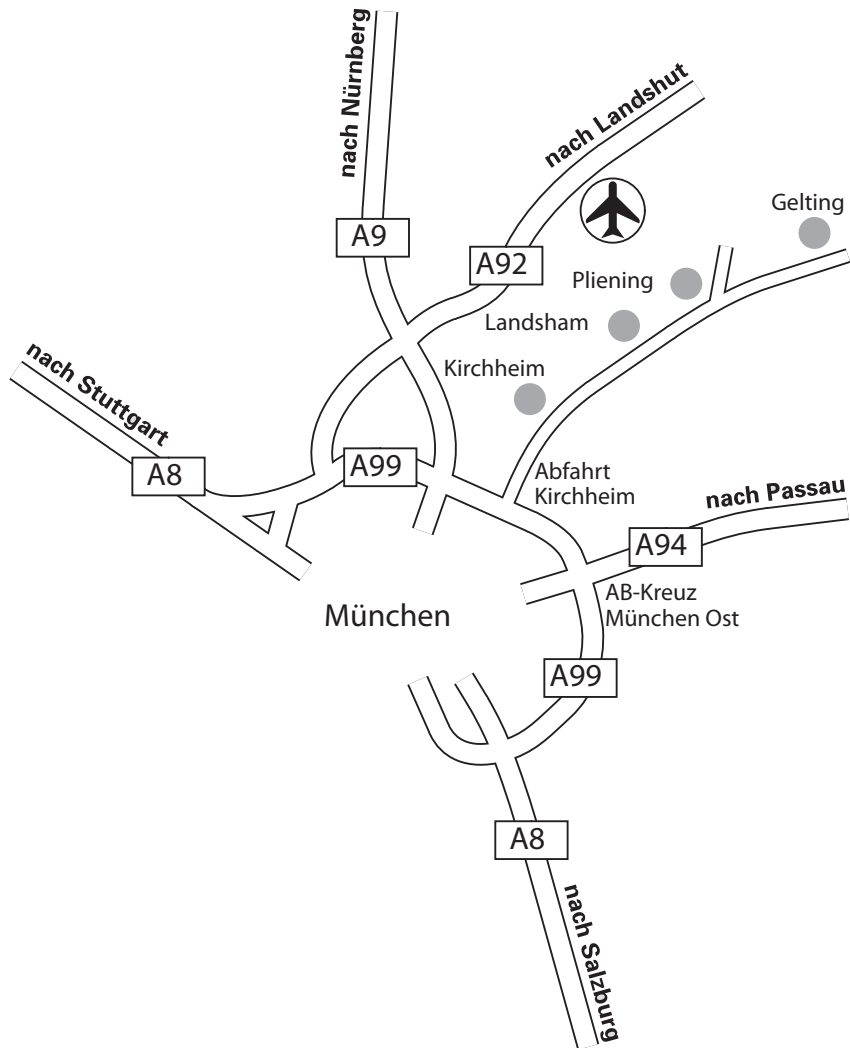 nach Nürnberg
nach Landshut
Gelting
A9
A92
Pliening
Landsham
nach Stuttgart
Kirchheim
A8
A99
Abfahrt
Kirchheim
nach Passau
A94
AB-Kreuz
München Ost
München
A99
A8
nach Salzburg